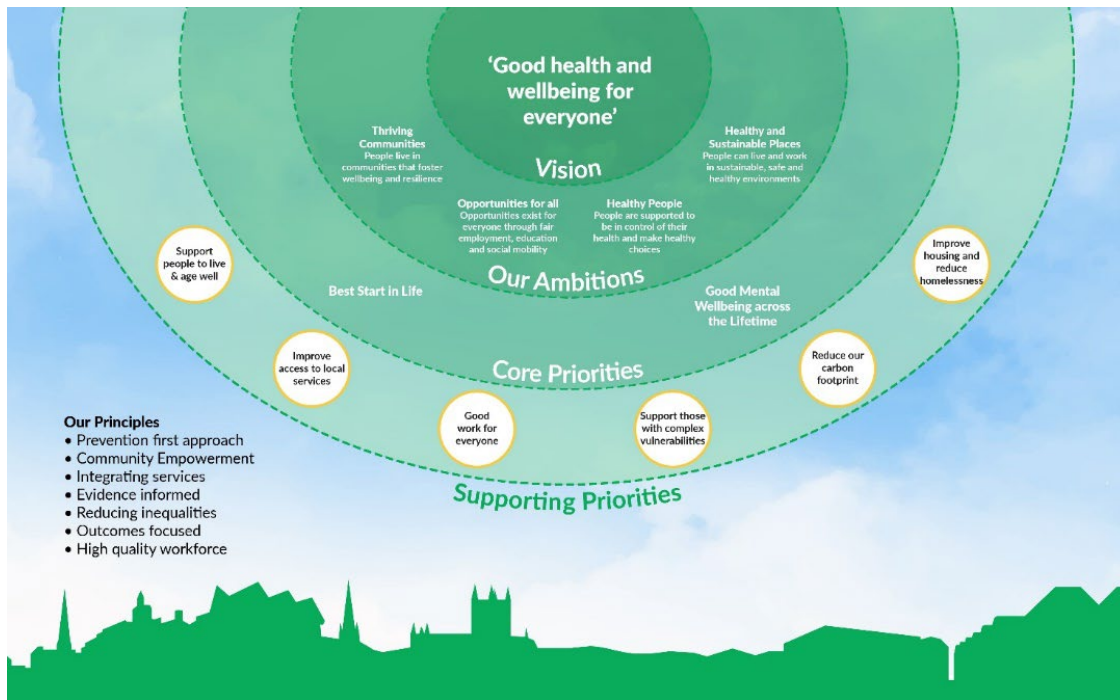 ‘Good health and
wellbeing for
everyone’
Vision
Thriving
Communities
People live in
communities that foster
wellbeing and resilience
Healthy and
Sustainable Places
People can live and work
in sustainable, safe and
healthy environments
Opportunities for all
Opportunities exist for
everyone through fair
employment, education
and social mobility
Healthy People
People are supported to
be in control of their
health and make healthy
choices
Our Ambitions
Best Start in Life
Good Mental
Wellbeing across
the Lifetime
Core Priorities
Support
people to live
& age well
Improve
access to local
services
Good
work for
everyone
Support those
with complex
vulnerabilities
Reduce our
carbon
footprint
Improve
housing and
reduce
homelessness
Supporting Priorities
Our Principles
• Prevention first approach
• Community Empowerment
• Integrating services
• Evidence informed
• Reducing inequalities
• Outcomes focused
• High quality workforce